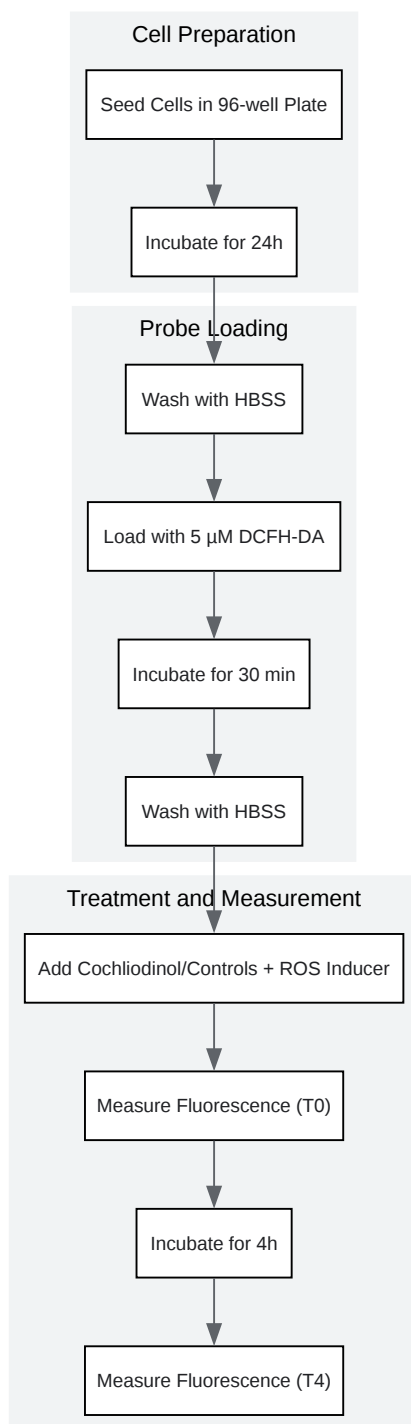 Cell Preparation
Seed Cells in 96-well Plate
Incubate for 24h
Probe Loading
Wash with HBSS
Load with 5 µM DCFH-DA
Incubate for 30 min
Wash with HBSS
Treatment and Measurement
Add Cochliodinol/Controls + ROS Inducer
Measure Fluorescence (T0)
Incubate for 4h
Measure Fluorescence (T4)